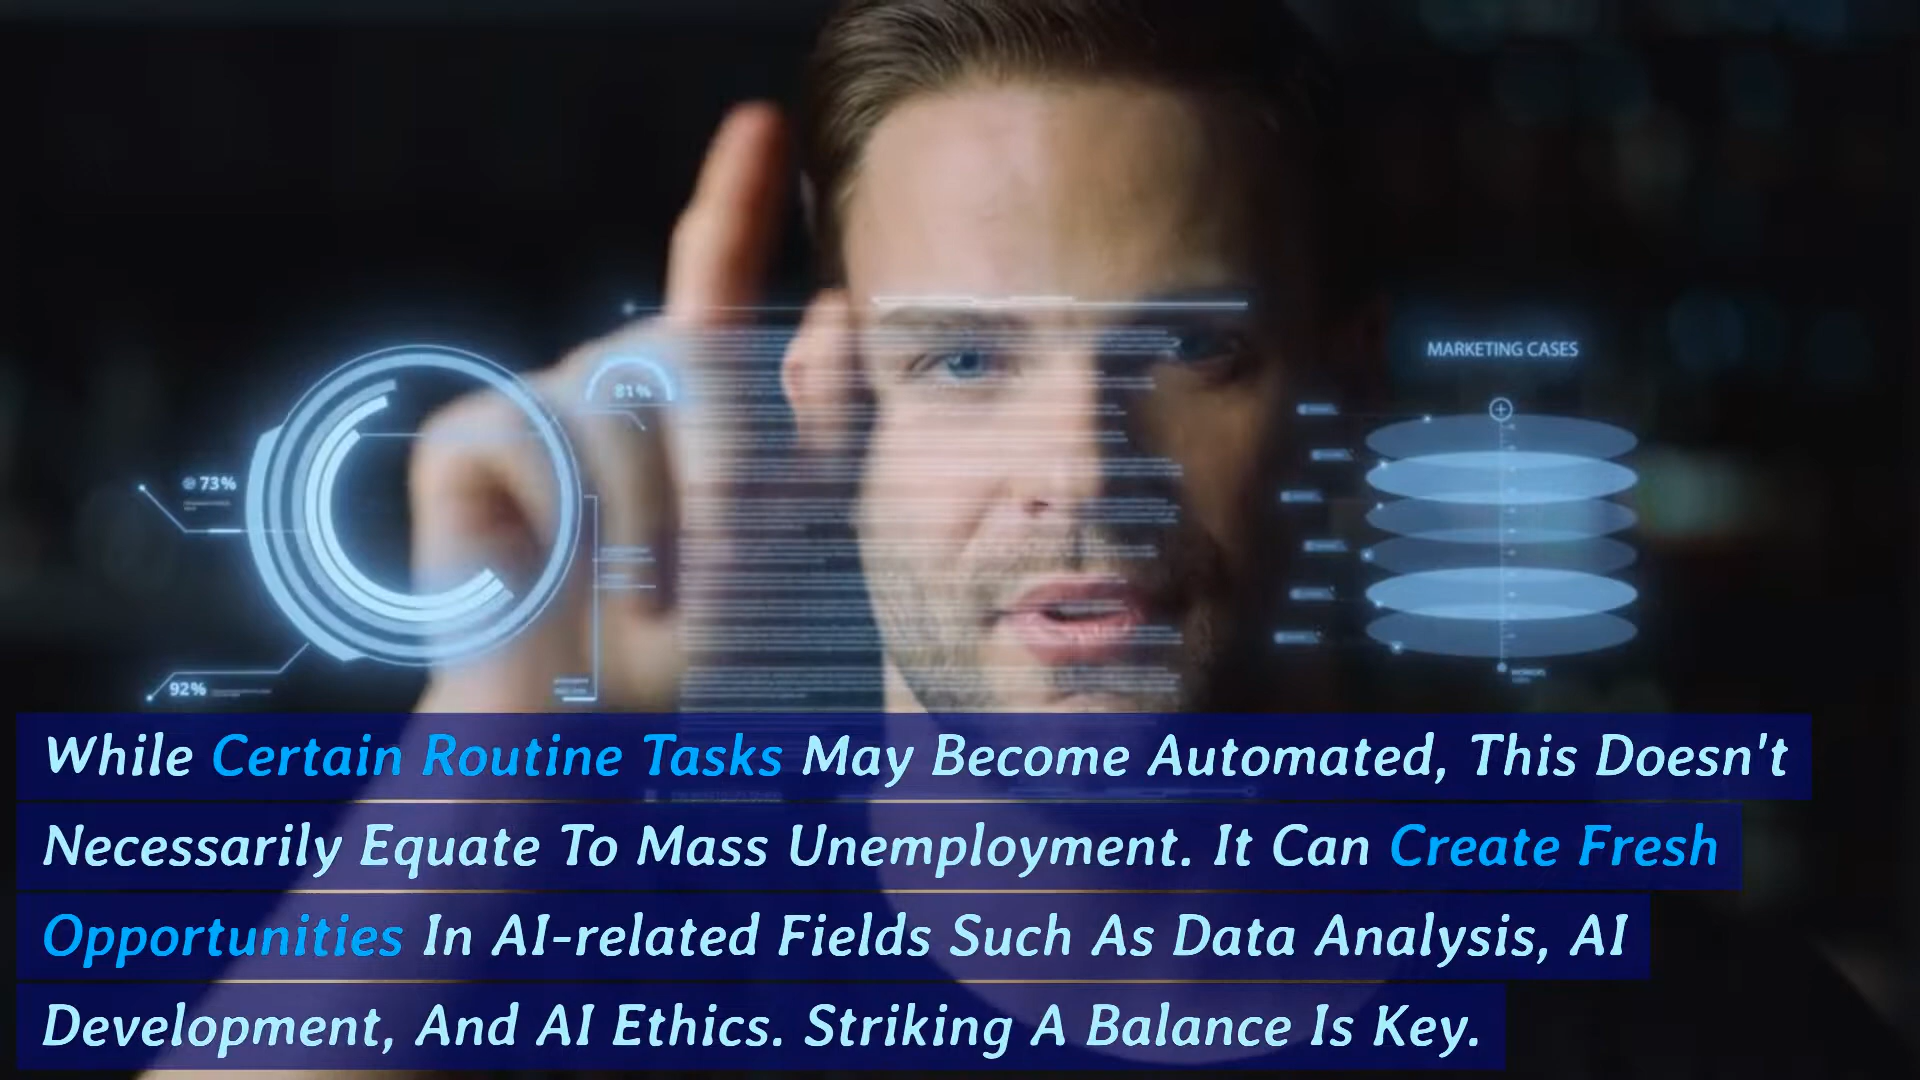 MARKETING CASES
81%
73%
92%
While Certain Routine Tasks May Become Automated, This Doesn't
Necessarily Equate To Mass Unemployment. It Can Create Fresh
Opportunities In AI-related Fields Such As Data Analysis, AI
Development, And AI Ethics. Striking A Balance Is Key.